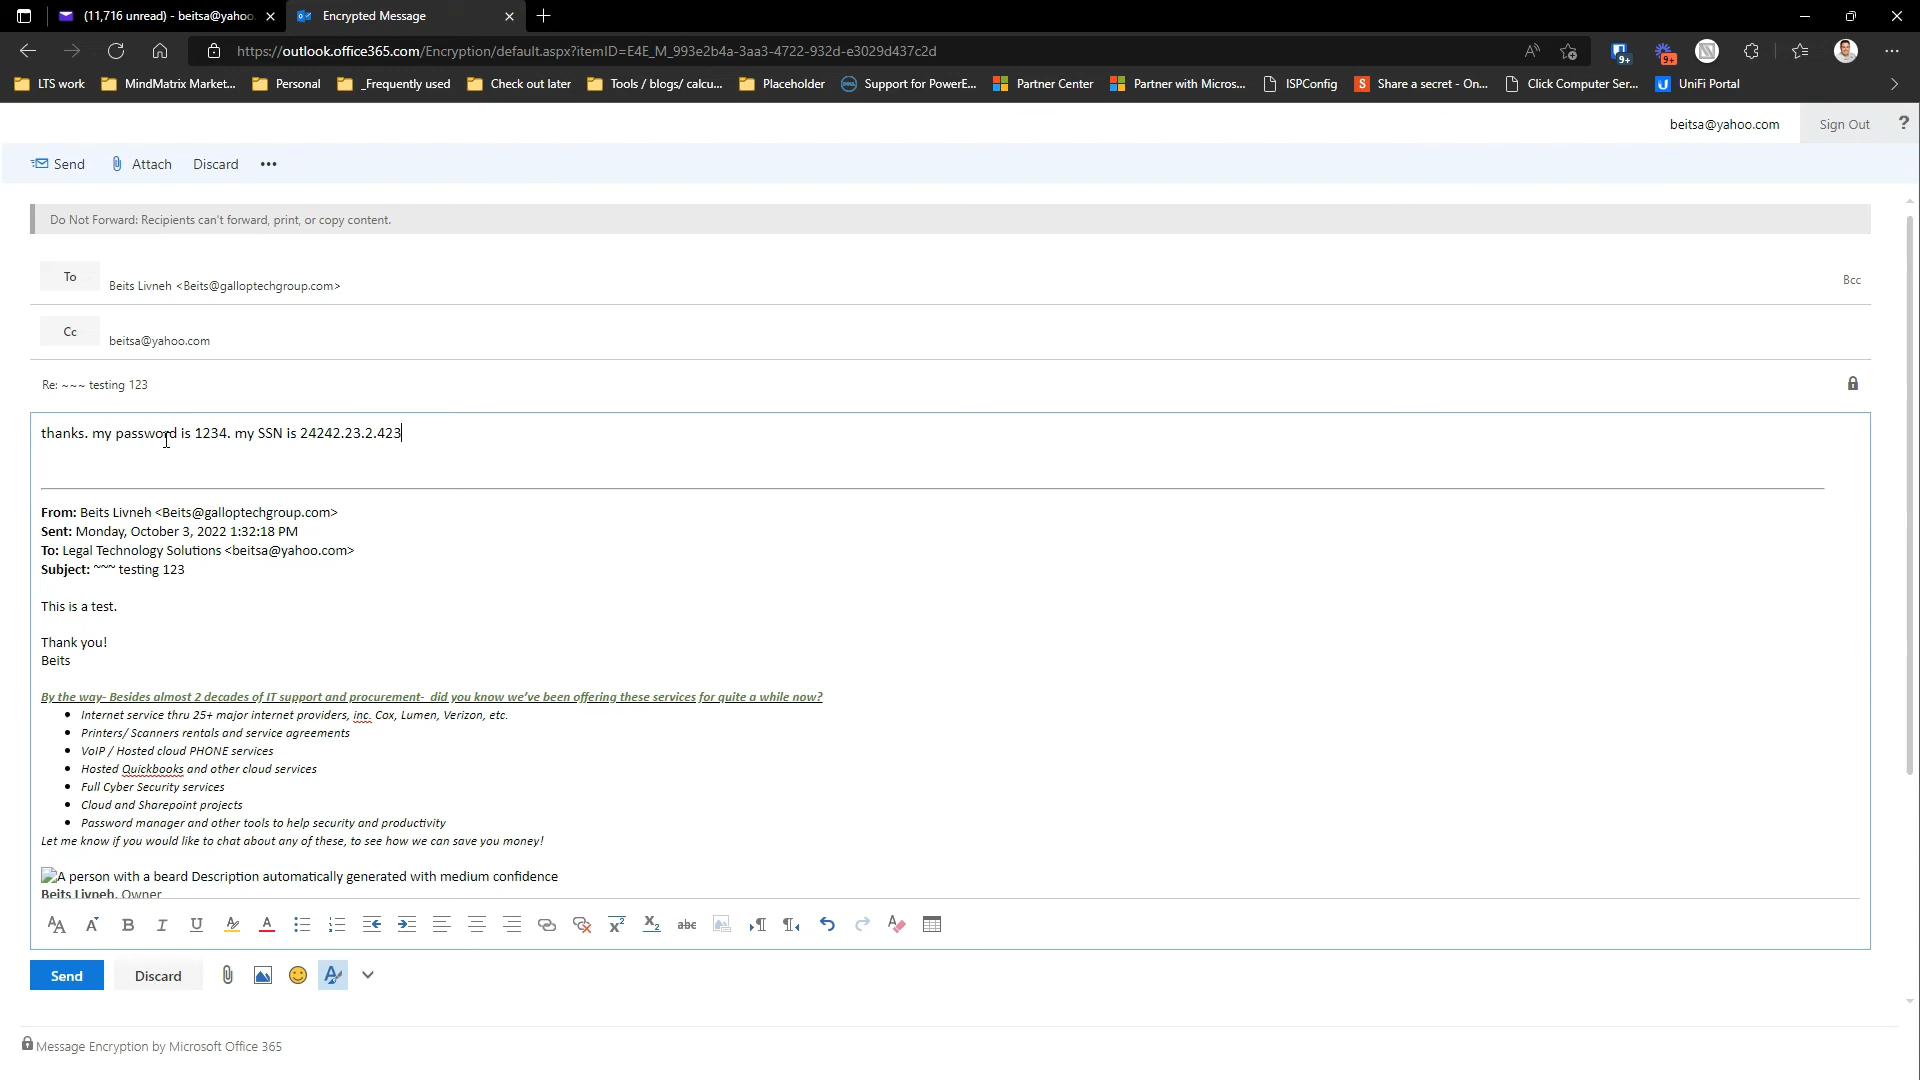 (11,716 unread) - beitsa@yahoo.
Encrypted Message
https://outlook.office365.com/Encryption/default.aspx?itemID=E4E_M_993e2b4a-3aa3-4722-932d-e3029d437c2d
9+
9+
LTS work
MindMatrix Market...
Personal
_Frequently used
Check out later
Tools / blogs/ calcu...
Placeholder
Support for PowerE...
Partner Center
Partner with Micros...
ISPConfig
Share a secret - On...
Click Computer Ser...
UniFi Portal
beitsa@yahoo.com
Sign Out
?
Send
Attach
Discard
•••
Do Not Forward: Recipients can't forward, print, or copy content.
To
Beits Livneh <Beits@galloptechgroup.com>
Bcc
Cc
beitsa@yahoo.com
Re: ~~~ testing 123
thanks. my password is 1234. my SSN is 24242.23.2.423
From: Beits Livneh <Beits@galloptechgroup.com>
Sent: Monday, October 3, 2022 1:32:18 PM
To: Legal Technology Solutions <beitsa@yahoo.com>
Subject: ~~~ testing 123
This is a test.
Thank you!
Beits
By the way- Besides almost 2 decades of IT support and procurement- did you know we've been offering these services for quite a while now?
• Internet service thru 25+ major internet providers, inc. Cox, Lumen, Verizon, etc.
• Printers/ Scanners rentals and service agreements
• VoIP / Hosted cloud PHONE services
• Hosted Quickbooks and other cloud services
• Full Cyber Security services
• Cloud and Sharepoint projects
• Password manager and other tools to help security and productivity
Let me know if you would like to chat about any of these, to see how we can save you money!
A person with a beard Description automatically generated with medium confidence
Beits Livneh, Owner
Send
Discard
Message Encryption by Microsoft Office 365